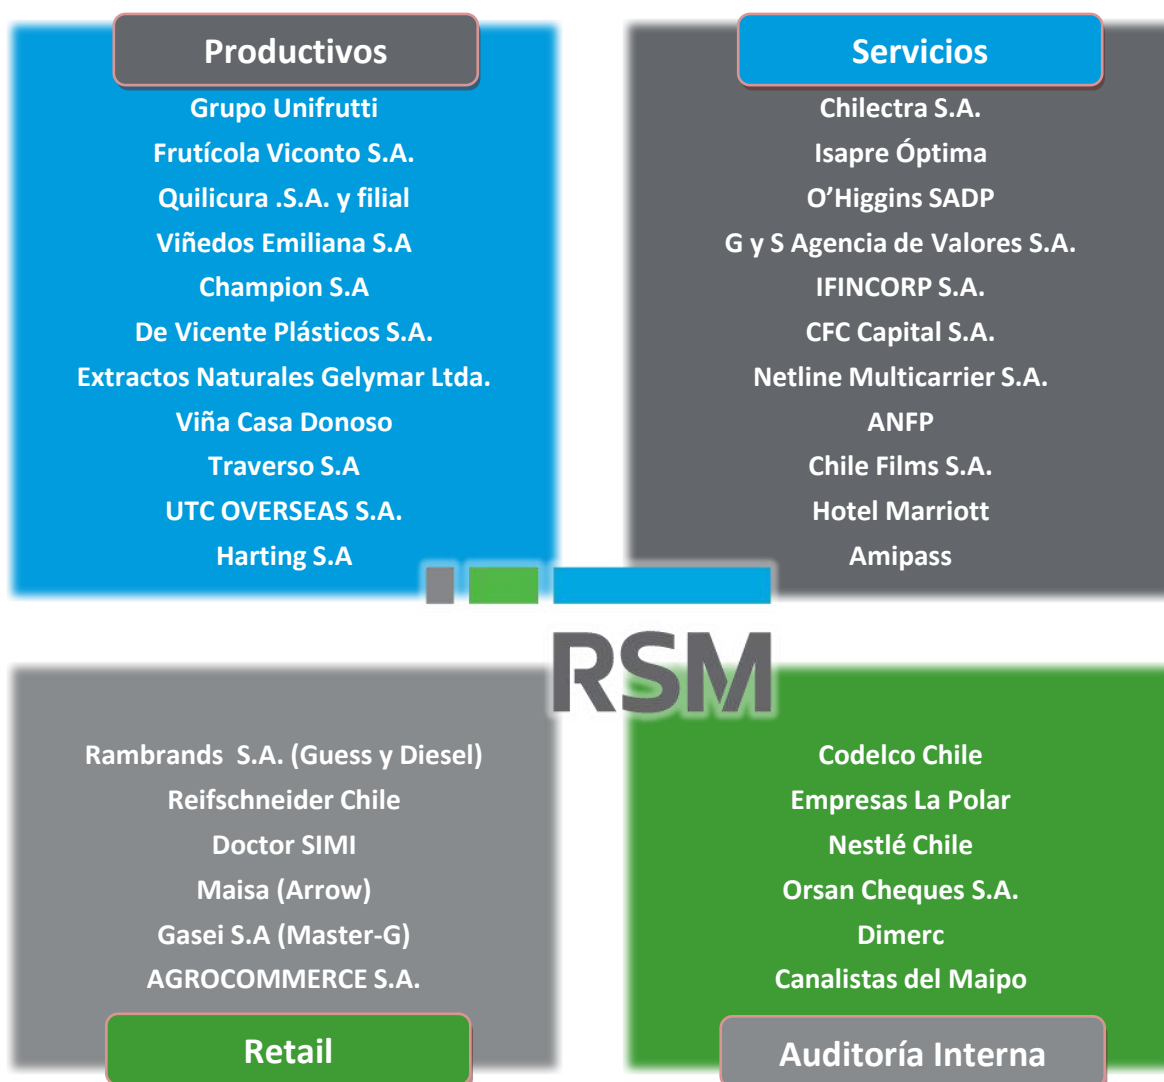 Productivos
Grupo Unifrutti
Frutícola Viconto S.A.
Quilicura .S.A. y filial
Viñedos Emiliana S.A
Champion S.A
De Vicente Plásticos S.A.
Extractos Naturales Gelymar Ltda.
Viña Casa Donoso
Traverso S.A
UTC OVERSEAS S.A.
Harting S.A
Servicios
Chilectra S.A.
Isapre Óptima
O’Higgins SADP
G y S Agencia de Valores S.A.
IFINCORP S.A.
CFC Capital S.A.
Netline Multicarrier S.A.
ANFP
Chile Films S.A.
Hotel Marriott
Amipass
RSM
Rambrands  S.A. (Guess y Diesel)
Reifschneider Chile
Doctor SIMI
Maisa (Arrow)
Gasei S.A (Master-G)
AGROCOMMERCE S.A.
Retail
Codelco Chile
Empresas La Polar
Nestlé Chile
Orsan Cheques S.A.
Dimerc
Canalistas del Maipo
Auditoría Interna